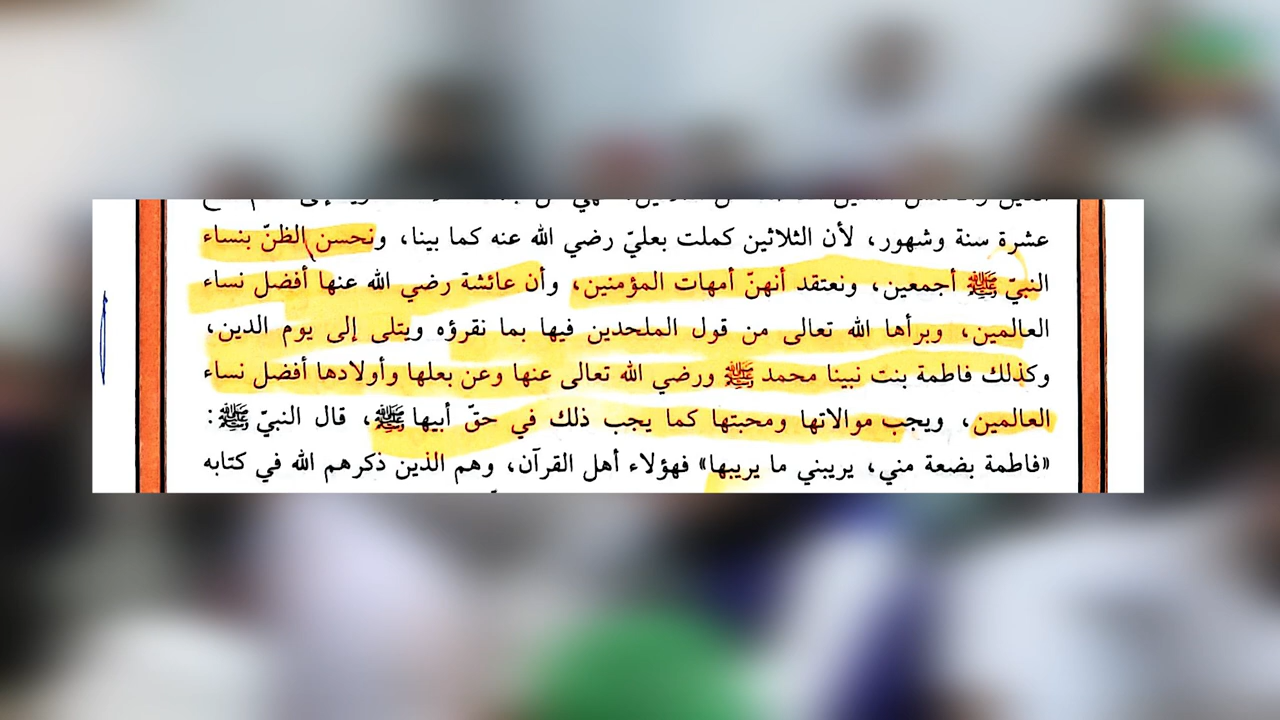 عشرة سنة وشهور، لأن الثلاثين كملت بعليّ رضي الله عنه كما بينا، ونحسن الظنّ بنساء
النبيّ ﷺ أجمعين، ونعتقد أنهنّ أمهات المؤمنين، وأن عائشة رضي الله عنها أفضل نساء
العالمين، وبرأها الله تعالى من قول الملحدين فيها بما نقرؤه ويتلى إلى يوم الدين،
وكذلك فاطمة بنت نبينا محمد ﷺ ورضي الله تعالى عنها وعن بعلها وأولادها أفضل نساء
العالمين، ويجب موالاتها ومحبتها كما يجب ذلك في حقّ أبيها ﷺ، قال النبيّ ﷺ:
«فاطمة بضعة مني، يريبني ما يريبها» فهؤلاء أهل القرآن، وهم الذين ذكرهم الله في كتابه